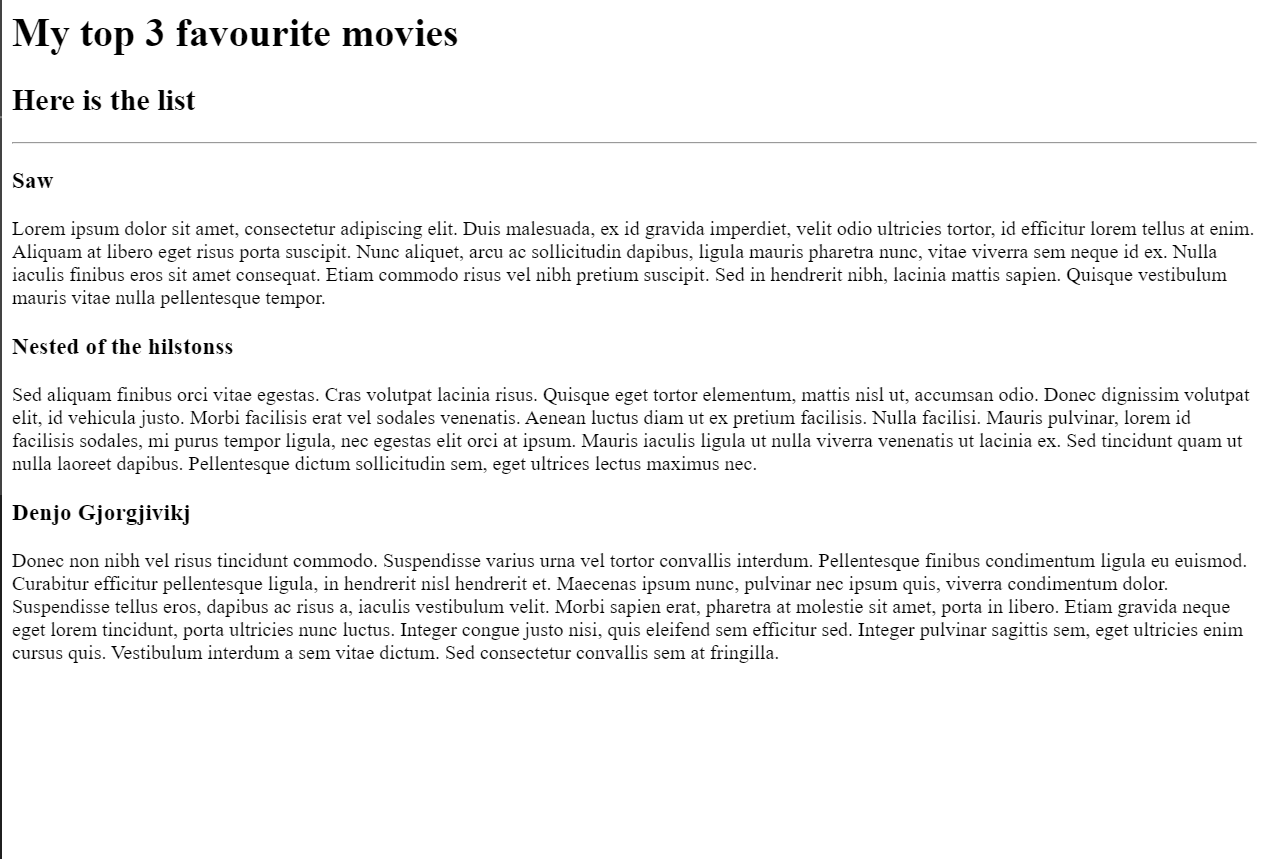 My top 3 favourite movies
Here is the list
Saw
Lorem ipsum dolor sit amet, consectetur adipiscing elit. Duis malesuada, ex id gravida imperdiet, velit odio ultricies tortor, id efficitur lorem tellus at enim.
Aliquam at libero eget risus porta suscipit. Nunc aliquet, arcu ac sollicitudin dapibus, ligula mauris pharetra nunc, vitae viverra sem neque id ex. Nulla
iaculis finibus eros sit amet consequat. Etiam commodo risus vel nibh pretium suscipit. Sed in hendrerit nibh, lacinia mattis sapien. Quisque vestibulum
mauris vitae nulla pellentesque tempor.
Nested of the hilstonss
Sed aliquam finibus orci vitae egestas. Cras volutpat lacinia risus. Quisque eget tortor elementum, mattis nisl ut, accumsan odio. Donec dignissim volutpat
elit, id vehicula justo. Morbi facilisis erat vel sodales venenatis. Aenean luctus diam ut ex pretium facilisis. Nulla facilisi. Mauris pulvinar, lorem id
facilisis sodales, mi purus tempor ligula, nec egestas elit orci at ipsum. Mauris iaculis ligula ut nulla viverra venenatis ut lacinia ex. Sed tincidunt quam ut
nulla laoreet dapibus. Pellentesque dictum sollicitudin sem, eget ultrices lectus maximus nec.
Denjo Gjorgjivikj
Donec non nibh vel risus tincidunt commodo. Suspendisse varius urna vel tortor convallis interdum. Pellentesque finibus condimentum ligula eu euismod.
Curabitur efficitur pellentesque ligula, in hendrerit nisl hendrerit et. Maecenas ipsum nunc, pulvinar nec ipsum quis, viverra condimentum dolor.
Suspendisse tellus eros, dapibus ac risus a, iaculis vestibulum velit. Morbi sapien erat, pharetra at molestie sit amet, porta in libero. Etiam gravida neque
eget lorem tincidunt, porta ultricies nunc luctus. Integer congue justo nisi, quis eleifend sem efficitur sed. Integer pulvinar sagittis sem, eget ultricies enim
cursus quis. Vestibulum interdum a sem vitae dictum. Sed consectetur convallis sem at fringilla.